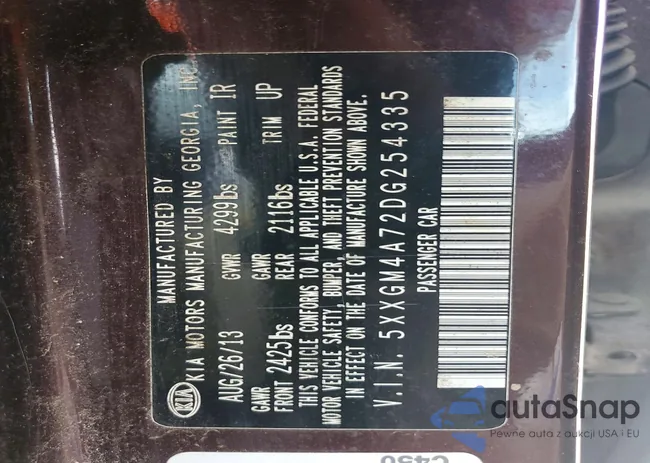 KIA
MANUFACTURED BY
KIA MOTORS MANUFACTURING GEORGIA, INC.
AUG/26/13 GVWR 4299lbs PAINT IR
GAWR FRONT 2425lbs GAWR REAR 2116lbs TRIM UP
THIS VEHICLE CONFORMS TO ALL APPLICABLE U.S.A. FEDERAL
MOTOR VEHICLE SAFETY, BUMPER, AND THEFT PREVENTION STANDARDS
IN EFFECT ON THE DATE OF MANUFACTURE SHOWN ABOVE.
V.I.N. 5XXGM4A72DG254335
PASSENGER CAR
autaSnap
Pewne auta z aukcji USA i EU